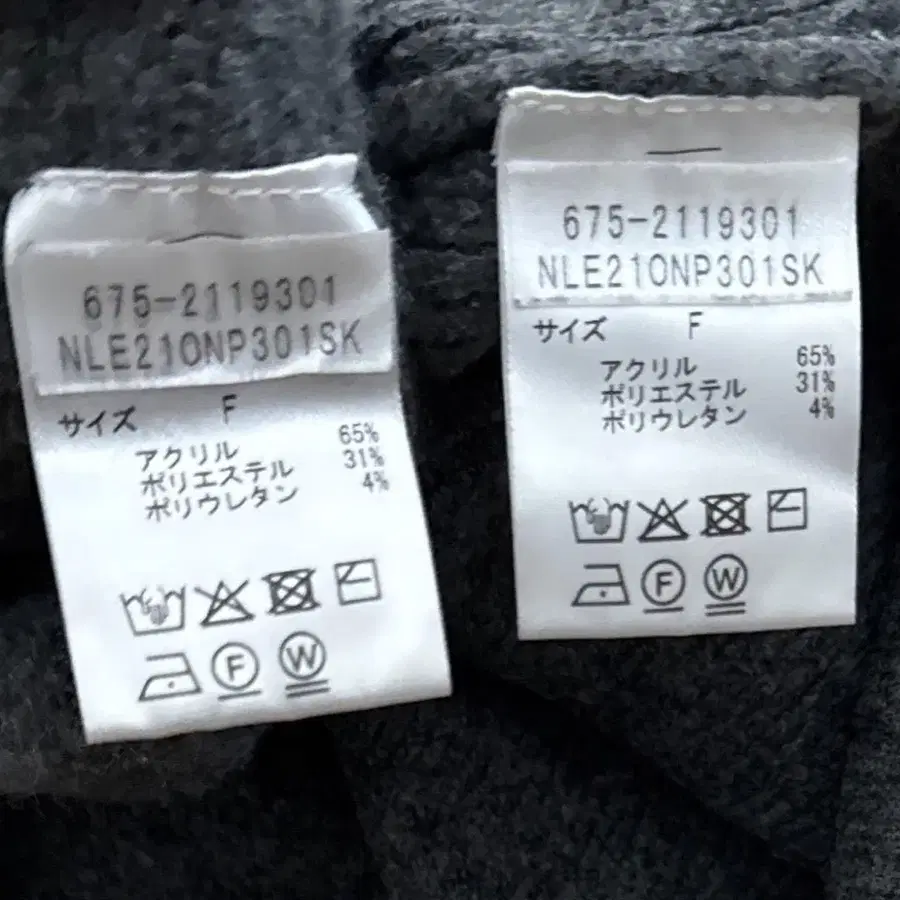 675-2119301
NLE210NP301SK
サイズ F
アクリル 65%
ポリエステル 31%
ポリウレタン 4%
F W
675-2119301
NLE210NP301SK
サイズ F
アクリル 65%
ポリエステル 31%
ポリウレタン 4%
F W